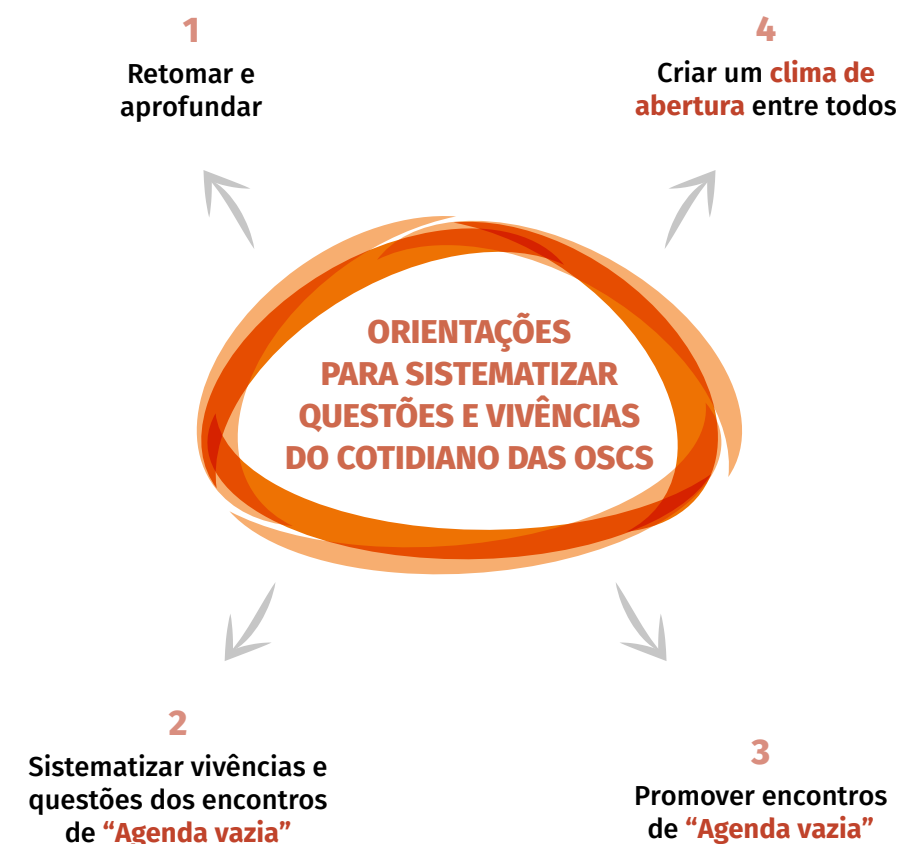 1
Retomar e
aprofundar
4
Criar um clima de
abertura entre todos
ORIENTAÇÕES
PARA SISTEMATIZAR
QUESTÕES E VIVÊNCIAS
DO COTIDIANO DAS OSCS
2
Sistematizar vivências e
questões dos encontros
de “Agenda vazia”
3
Promover encontros
de “Agenda vazia”